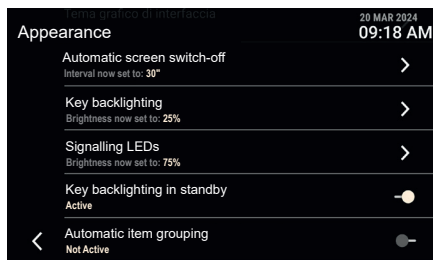 Tema grafico di interfaccia
20 MAR 2024
Appearance
09:18 AM
Automatic screen switch-off
Interval now set to: 30"
Key backlighting
Brightness now set to: 25%
Signalling LEDs
Brightness now set to: 75%
Key backlighting in standby
Active
Automatic item grouping
Not Active